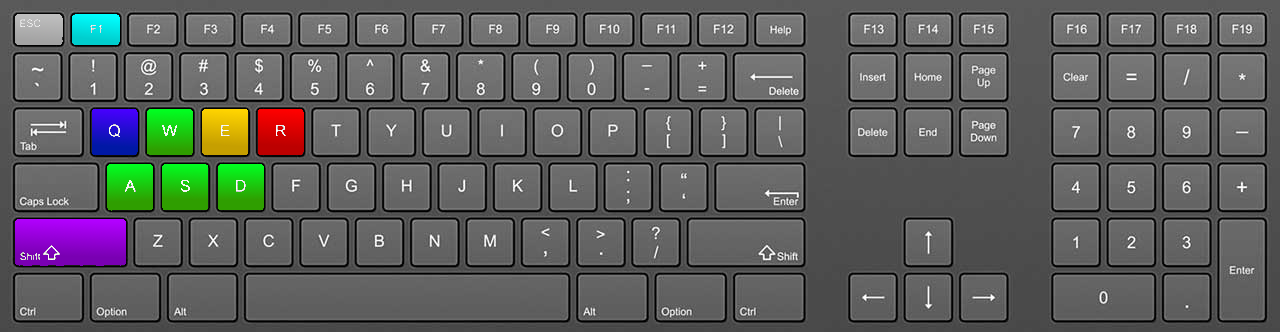 ESC F1 F2 F3 F4 F5 F6 F7 F8 F9 F10 F11 F12 Help F13 F14 F15 F16 F17 F18 F19
~ ! @ # $ % ^ & * ( ) — +
` 1 2 3 4 5 6 7 8 9 0 - = Delete Insert Home Page Up Clear = / *
Tab Q W E R T Y U I O P { [ } ] | \ Delete End Page Down 7 8 9 —
Caps Lock A S D F G H J K L : ; “ ‘ Enter 4 5 6 +
Shift Z X C V B N M < , > . ? / Shift ↑ 1 2 3 Enter
Ctrl Option Alt Alt Option Ctrl ← ↓ → 0 .